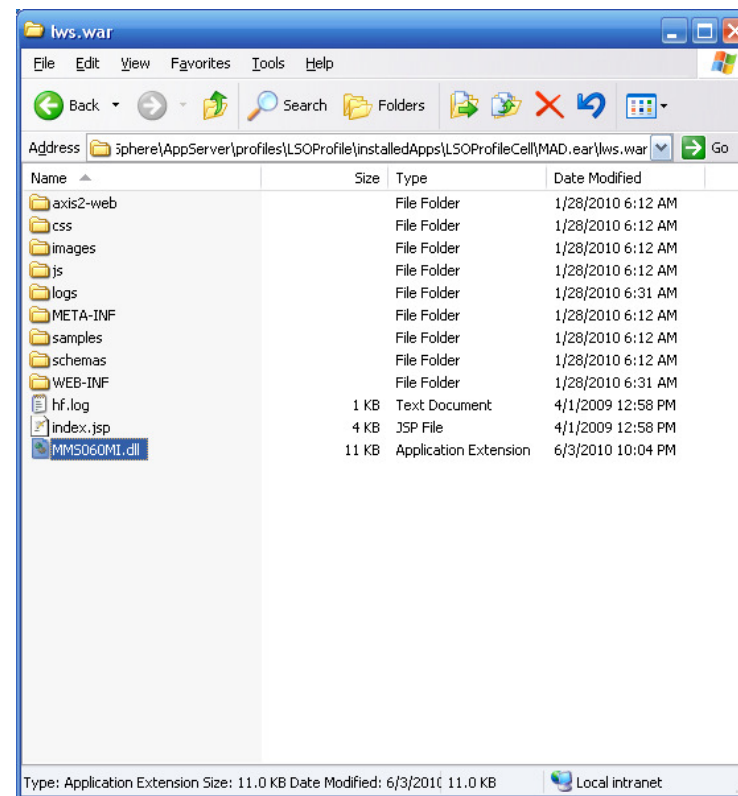 lws.war
File Edit View Favorites Tools Help
Back Search Folders
Address Sphere\AppServer\profiles\LSOProfile\installedApps\LSOProfileCell\MAD.ear\lws.war Go
Name Size Type Date Modified
axis2-web File Folder 1/28/2010 6:12 AM
css File Folder 1/28/2010 6:12 AM
images File Folder 1/28/2010 6:12 AM
js File Folder 1/28/2010 6:12 AM
logs File Folder 1/28/2010 6:31 AM
META-INF File Folder 1/28/2010 6:12 AM
samples File Folder 1/28/2010 6:12 AM
schemas File Folder 1/28/2010 6:12 AM
WEB-INF File Folder 1/28/2010 6:31 AM
hf.log 1 KB Text Document 4/1/2009 12:58 PM
index.jsp 4 KB JSP File 4/1/2009 12:58 PM
MMS060MI.dll 11 KB Application Extension 6/3/2010 10:04 PM
Type: Application Extension Size: 11.0 KB Date Modified: 6/3/2010 11.0 KB Local intranet